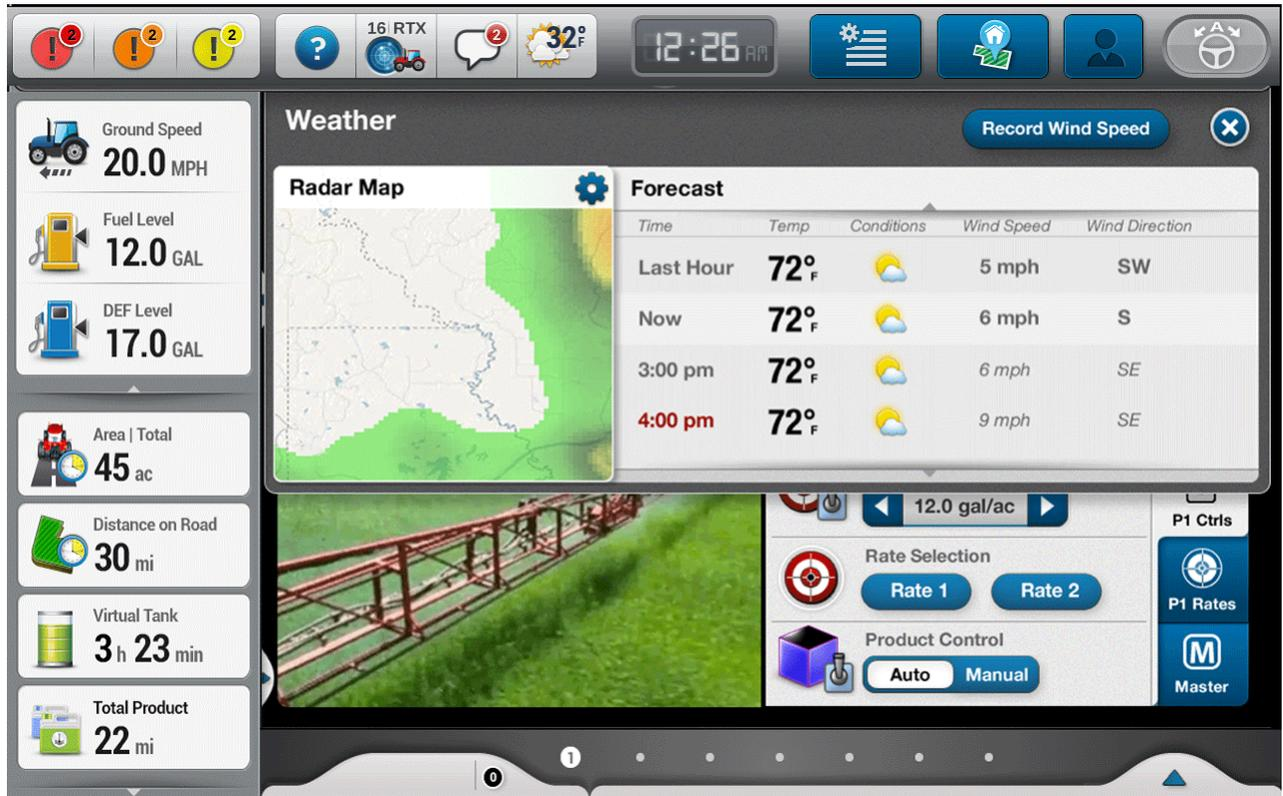 2
2
2
?
16 RTX
2
32°F
12:26 AM
A
Ground Speed
20.0 MPH
Fuel Level
12.0 GAL
DEF Level
17.0 GAL
Area | Total
45 ac
Distance on Road
30 mi
Virtual Tank
3 h 23 min
Total Product
22 mi
Weather
Record Wind Speed
Radar Map
Forecast
Time Temp Conditions Wind Speed Wind Direction
Last Hour 72°F 5 mph SW
Now 72°F 6 mph S
3:00 pm 72°F 6 mph SE
4:00 pm 72°F 9 mph SE
12.0 gal/ac
Rate Selection
Rate 1 Rate 2
Product Control
Auto Manual
P1 Ctrls
P1 Rates
M
Master
1
0